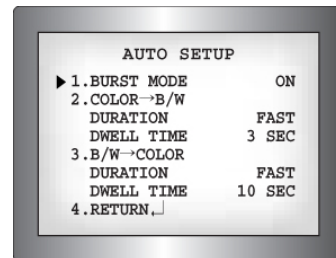 AUTO SETUP
▶ 1.BURST MODE ON
2.COLOR→B/W
DURATION FAST
DWELL TIME 3 SEC
3.B/W→COLOR
DURATION FAST
DWELL TIME 10 SEC
4.RETURN↲